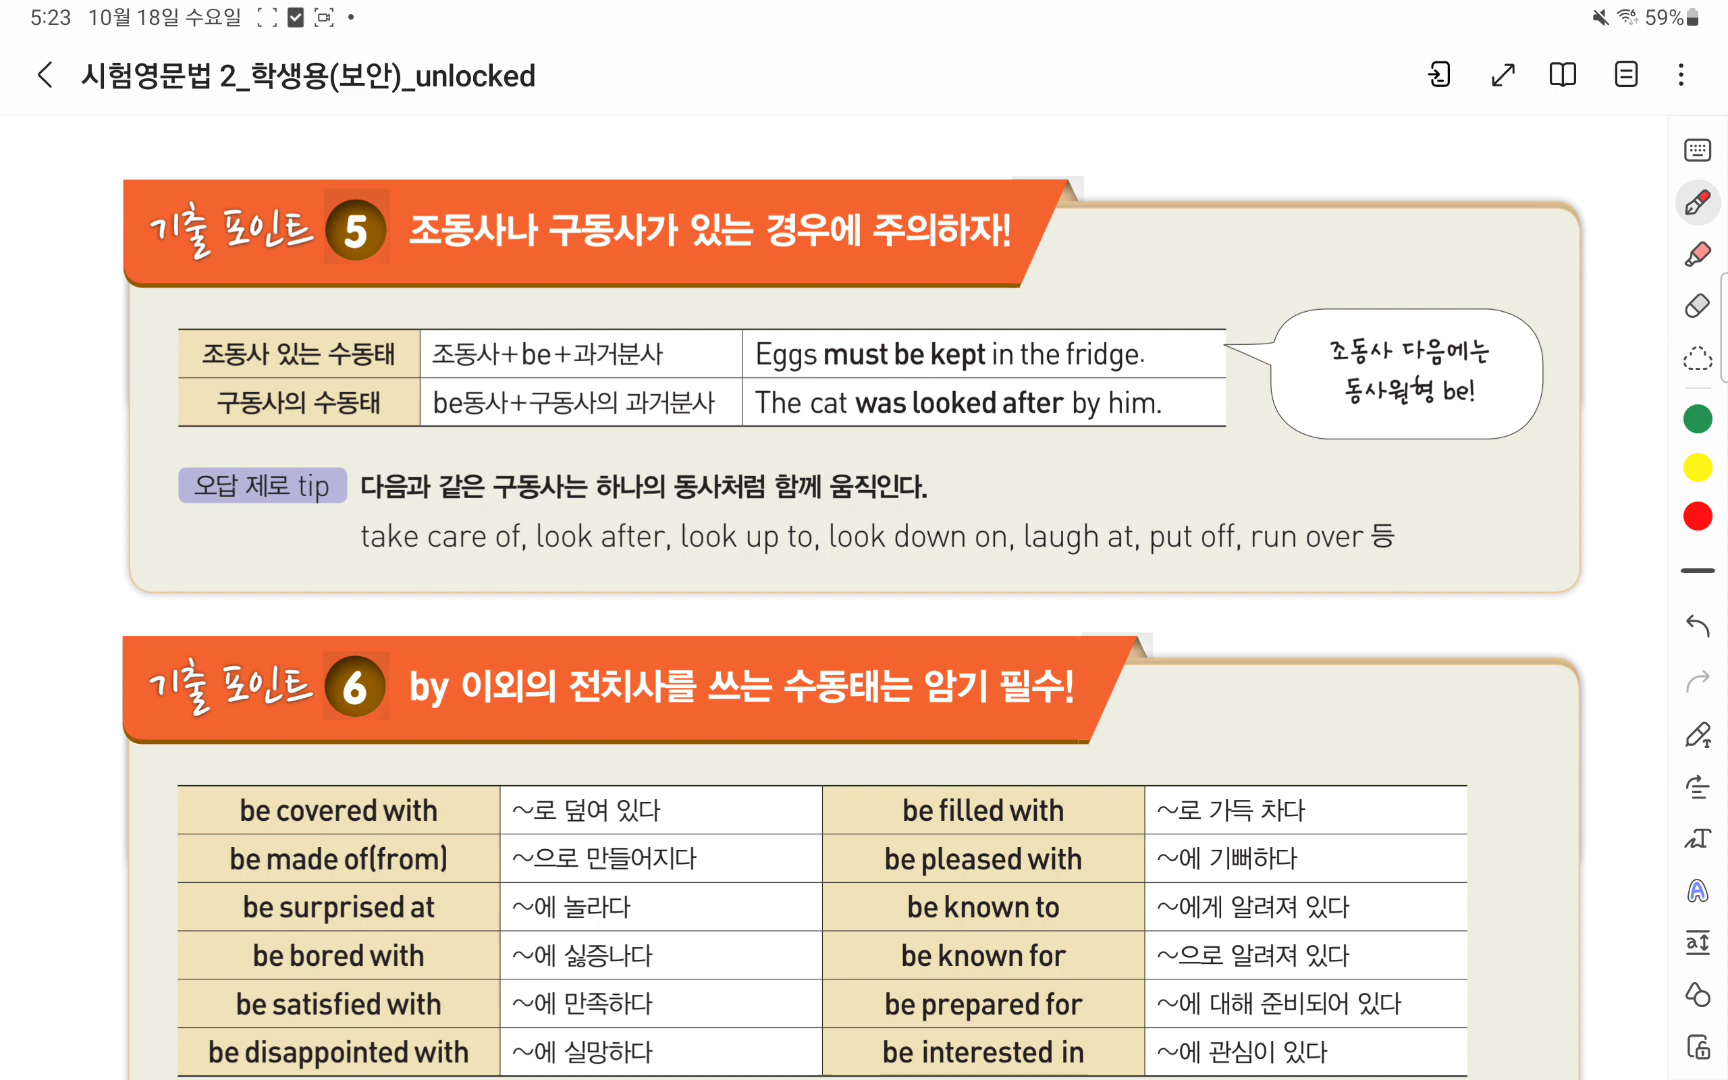 5:23 10월 18일 수요일
59%
시험영문법 2_학생용(보안)_unlocked
기출 포인트 5 조동사나 구동사가 있는 경우에 주의하자!
조동사 있는 수동태 조동사+be+과거분사 Eggs must be kept in the fridge.
구동사의 수동태 be동사+구동사의 과거분사 The cat was looked after by him.
조동사 다음에는
동사원형 be!
오답 제로 tip 다음과 같은 구동사는 하나의 동사처럼 함께 움직인다.
take care of, look after, look up to, look down on, laugh at, put off, run over 등
기출 포인트 6 by 이외의 전치사를 쓰는 수동태는 암기 필수!
be covered with ~로 덮여 있다 be filled with ~로 가득 차다
be made of(from) ~으로 만들어지다 be pleased with ~에 기뻐하다
be surprised at ~에 놀라다 be known to ~에게 알려져 있다
be bored with ~에 싫증나다 be known for ~으로 알려져 있다
be satisfied with ~에 만족하다 be prepared for ~에 대해 준비되어 있다
be disappointed with ~에 실망하다 be interested in ~에 관심이 있다